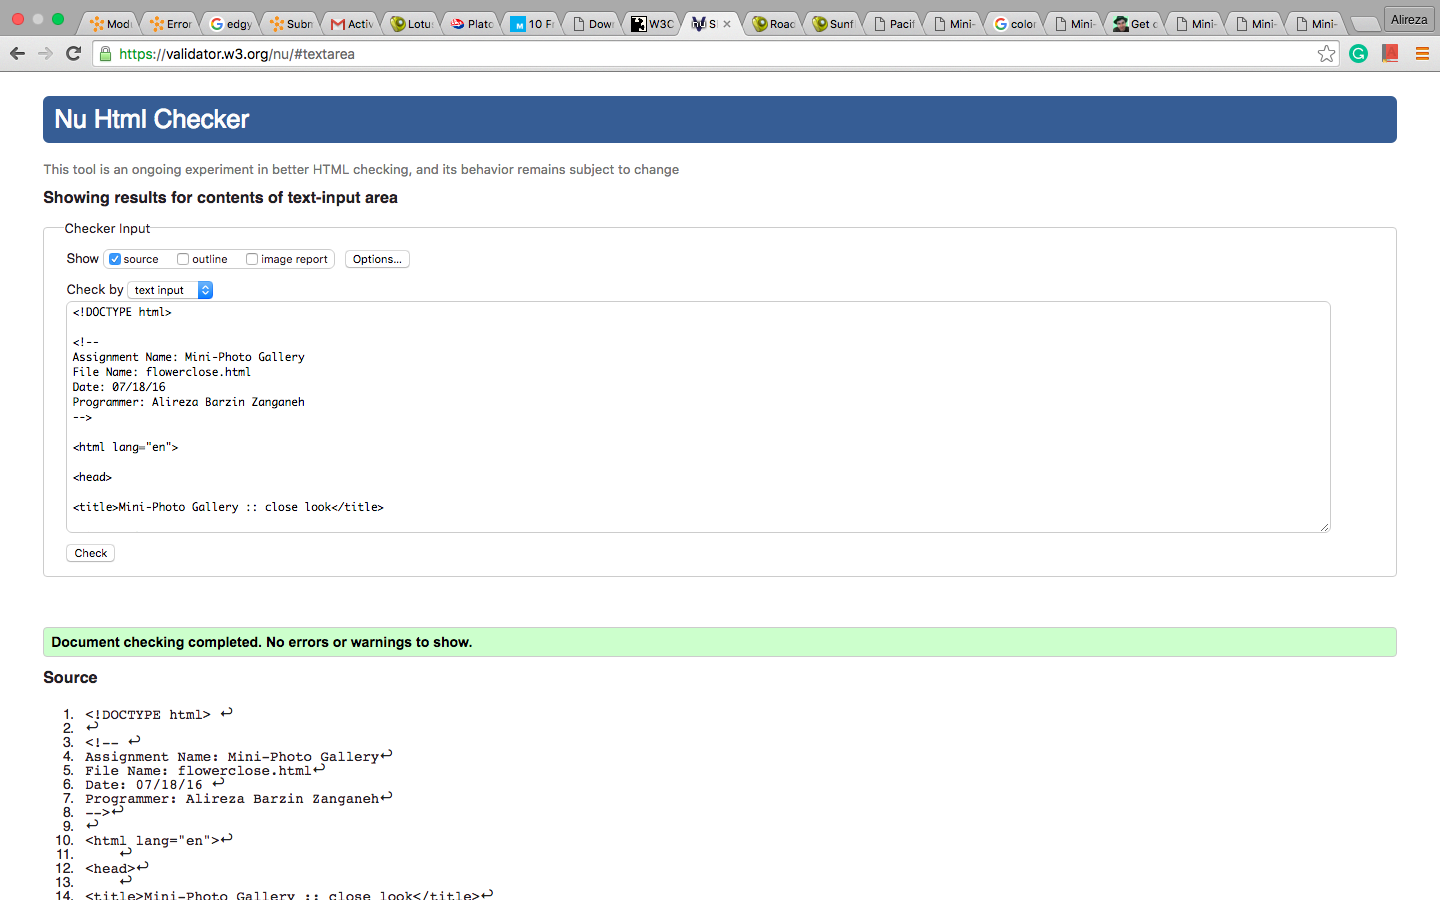 Modu
Error
edgy
Subm
Activ
Lotu
Plato
10 Fr
Dow
W3C
Road
Sunf
Pacif
Mini-
color
Mini-
Get c
Mini-
Mini-
Mini-
Alireza
https://validator.w3.org/nu/#textarea
Nu Html Checker
This tool is an ongoing experiment in better HTML checking, and its behavior remains subject to change
Showing results for contents of text-input area
Checker Input
Show source outline image report Options...
Check by text input
<!DOCTYPE html>
<!--
Assignment Name: Mini-Photo Gallery
File Name: flowerclose.html
Date: 07/18/16
Programmer: Alireza Barzin Zanganeh
-->
<html lang="en">
<head>
<title>Mini-Photo Gallery :: close look</title>
Check
Document checking completed. No errors or warnings to show.
Source
1. <!DOCTYPE html> ↩
2. ↩
3. <!-- ↩
4. Assignment Name: Mini-Photo Gallery↩
5. File Name: flowerclose.html↩
6. Date: 07/18/16 ↩
7. Programmer: Alireza Barzin Zanganeh↩
8. -->↩
9. ↩
10. <html lang="en">↩
11. ↩
12. <head>↩
13. ↩
14. <title>Mini-Photo Gallery :: close look</title>↩